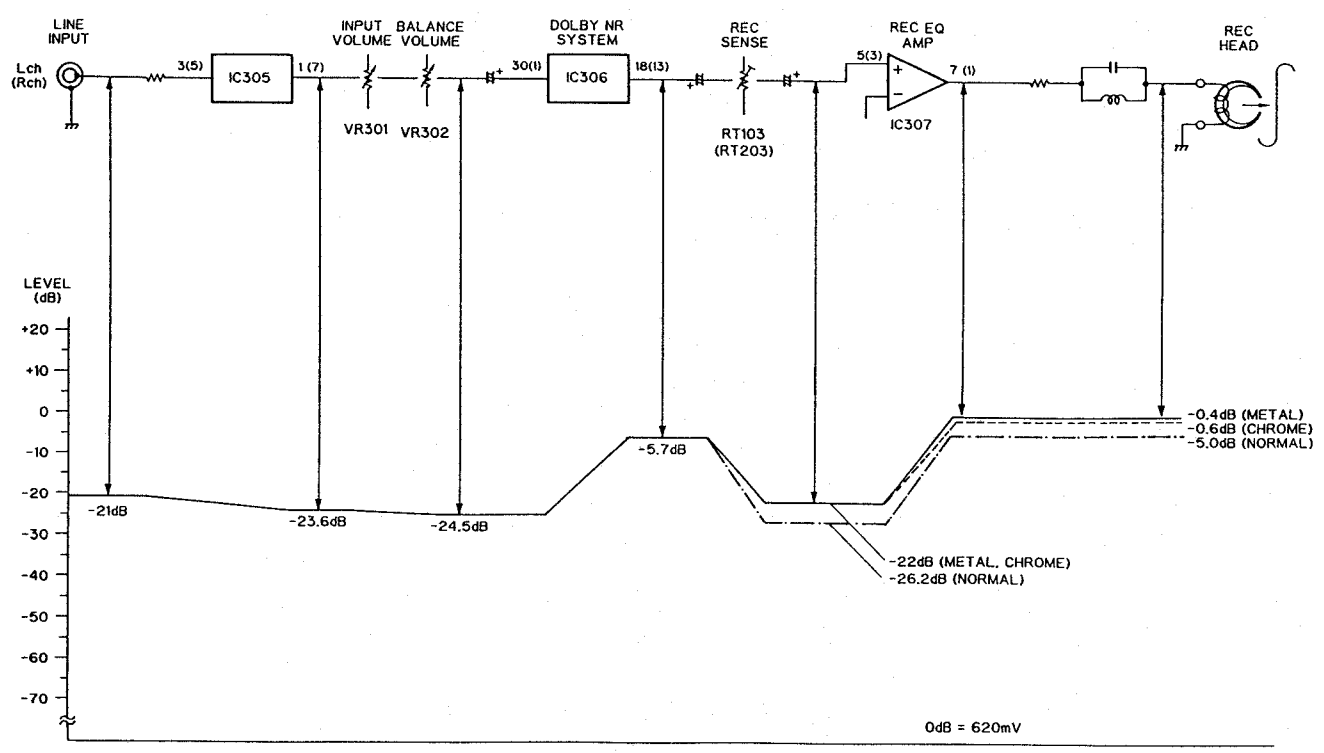 LINE
INPUT
Lch
(Rch)
3(5)
IC305
1(7)
INPUT
VOLUME
VR301
BALANCE
VOLUME
VR302
+
30(1)
DOLBY NR
SYSTEM
IC306
18(13)
+
REC
SENSE
RT103
(RT203)
+
REC EQ
AMP
5(3)
+
−
IC307
7 (1)
REC
HEAD
LEVEL
(dB)
+20
+10
0
-10
-20
-30
-40
-50
-60
-70
-21dB
-23.6dB
-24.5dB
-5.7dB
-22dB (METAL, CHROME)
-26.2dB (NORMAL)
-0.4dB (METAL)
-0.6dB (CHROME)
-5.0dB (NORMAL)
0dB = 620mV